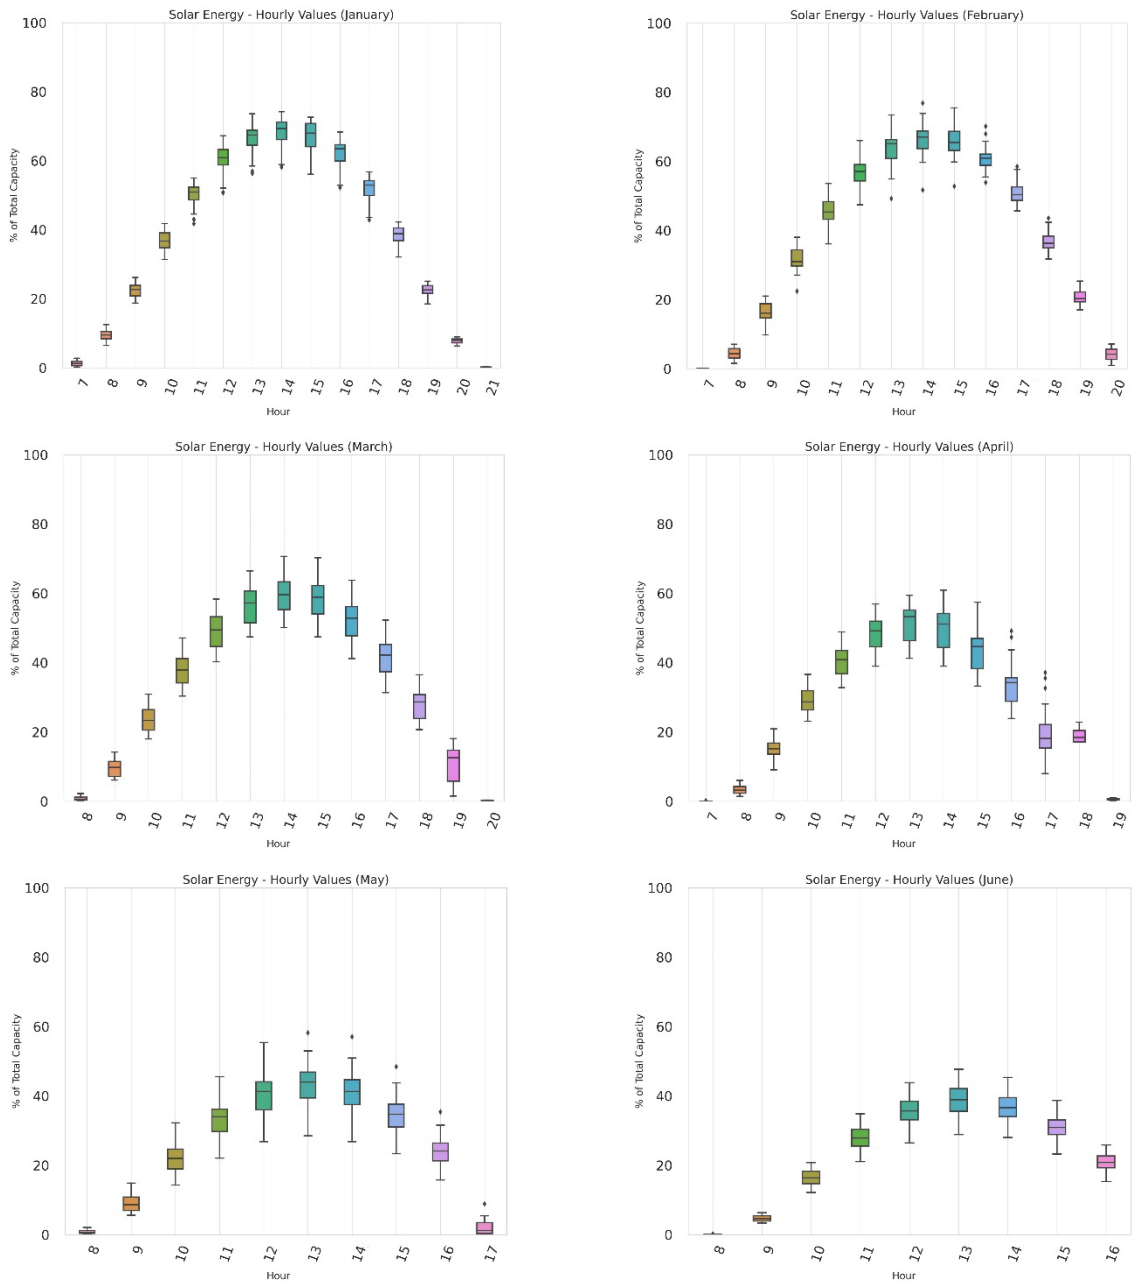 Solar Energy - Hourly Values (January)
100
80
60
40
20
0
% of Total Capacity
7 8 9 10 11 12 13 14 15 16 17 18 19 20 21
Hour
Solar Energy - Hourly Values (February)
100
80
60
40
20
0
% of Total Capacity
7 8 9 10 11 12 13 14 15 16 17 18 19 20
Hour
Solar Energy - Hourly Values (March)
100
80
60
40
20
0
% of Total Capacity
8 9 10 11 12 13 14 15 16 17 18 19 20
Hour
Solar Energy - Hourly Values (April)
100
80
60
40
20
0
% of Total Capacity
7 8 9 10 11 12 13 14 15 16 17 18 19
Hour
Solar Energy - Hourly Values (May)
100
80
60
40
20
0
% of Total Capacity
8 9 10 11 12 13 14 15 16 17
Hour
Solar Energy - Hourly Values (June)
100
80
60
40
20
0
% of Total Capacity
8 9 10 11 12 13 14 15 16
Hour